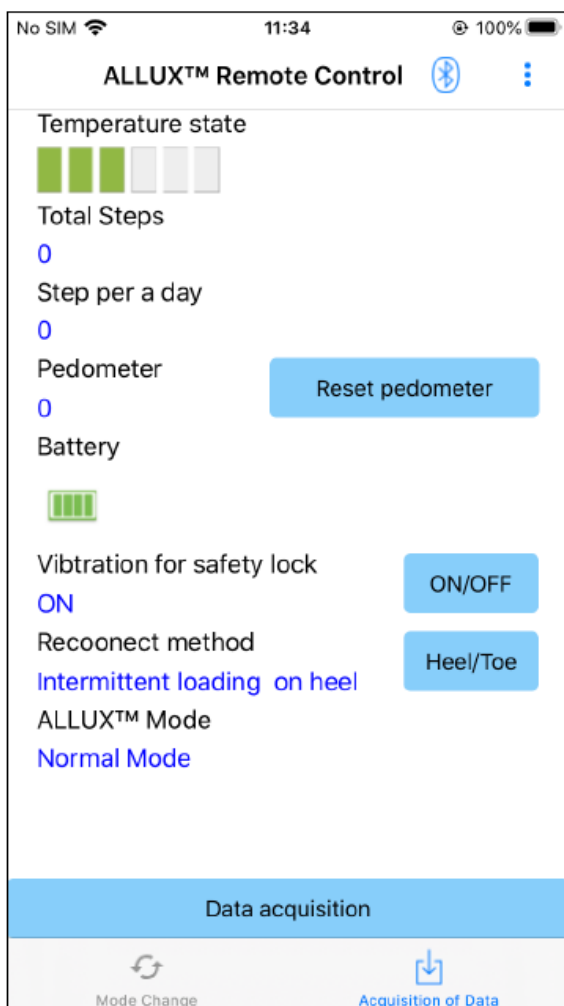 No SIM 11:34 100%
ALLUX™ Remote Control
Temperature state
Total Steps
0
Step per a day
0
Pedometer
0
Reset pedometer
Battery
Vibtration for safety lock
ON
ON/OFF
Recoonect method
Intermittent loading on heel
Heel/Toe
ALLUX™ Mode
Normal Mode
Data acquisition
Mode Change
Acquisition of Data